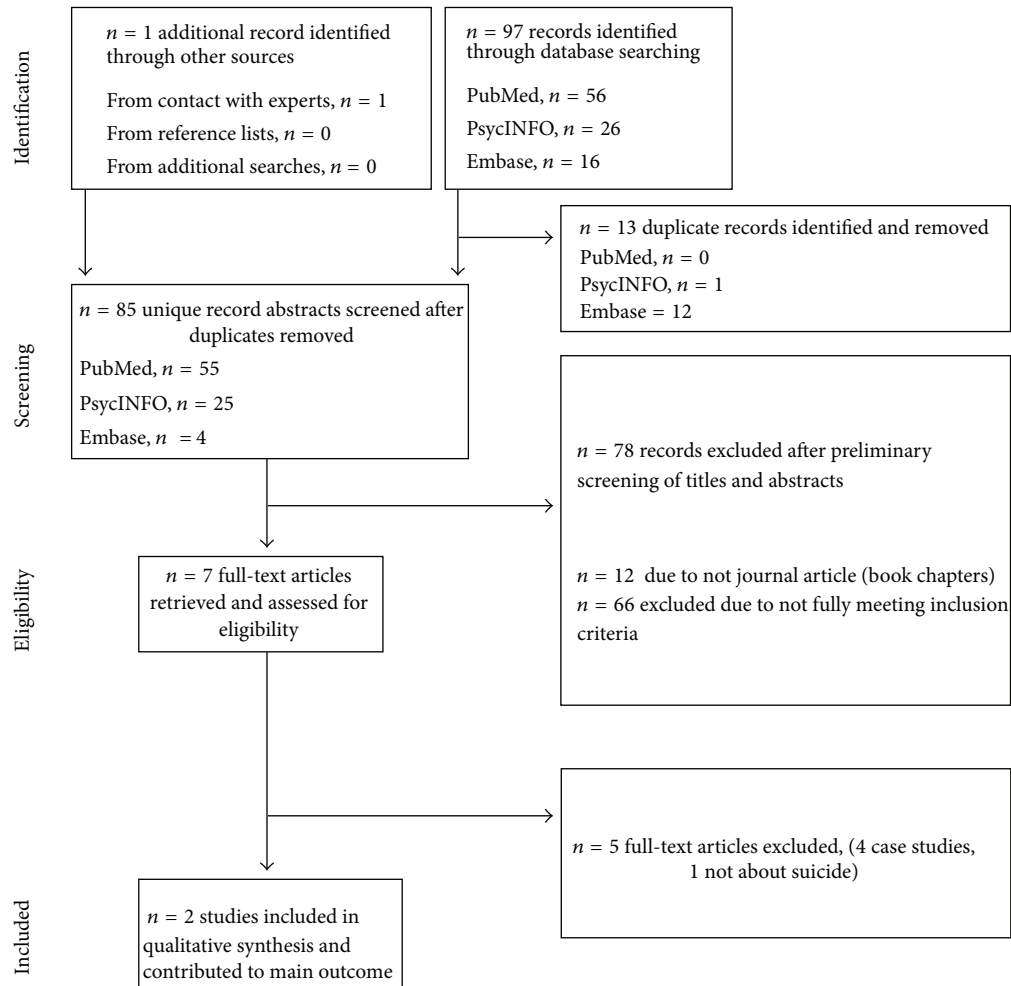 Identification
n = 1 additional record identified
through other sources
From contact with experts, n = 1
From reference lists, n = 0
From additional searches, n = 0
n = 97 records identified
through database searching
PubMed, n = 56
PsycINFO, n = 26
Embase, n = 16
n = 13 duplicate records identified and removed
PubMed, n = 0
PsycINFO, n = 1
Embase = 12
Screening
n = 85 unique record abstracts screened after
duplicates removed
PubMed, n = 55
PsycINFO, n = 25
Embase, n = 4
n = 78 records excluded after preliminary
screening of titles and abstracts
n = 12 due to not journal article (book chapters)
n = 66 excluded due to not fully meeting inclusion
criteria
Eligibility
n = 7 full-text articles
retrieved and assessed for
eligibility
n = 5 full-text articles excluded, (4 case studies,
1 not about suicide)
Included
n = 2 studies included in
qualitative synthesis and
contributed to main outcome